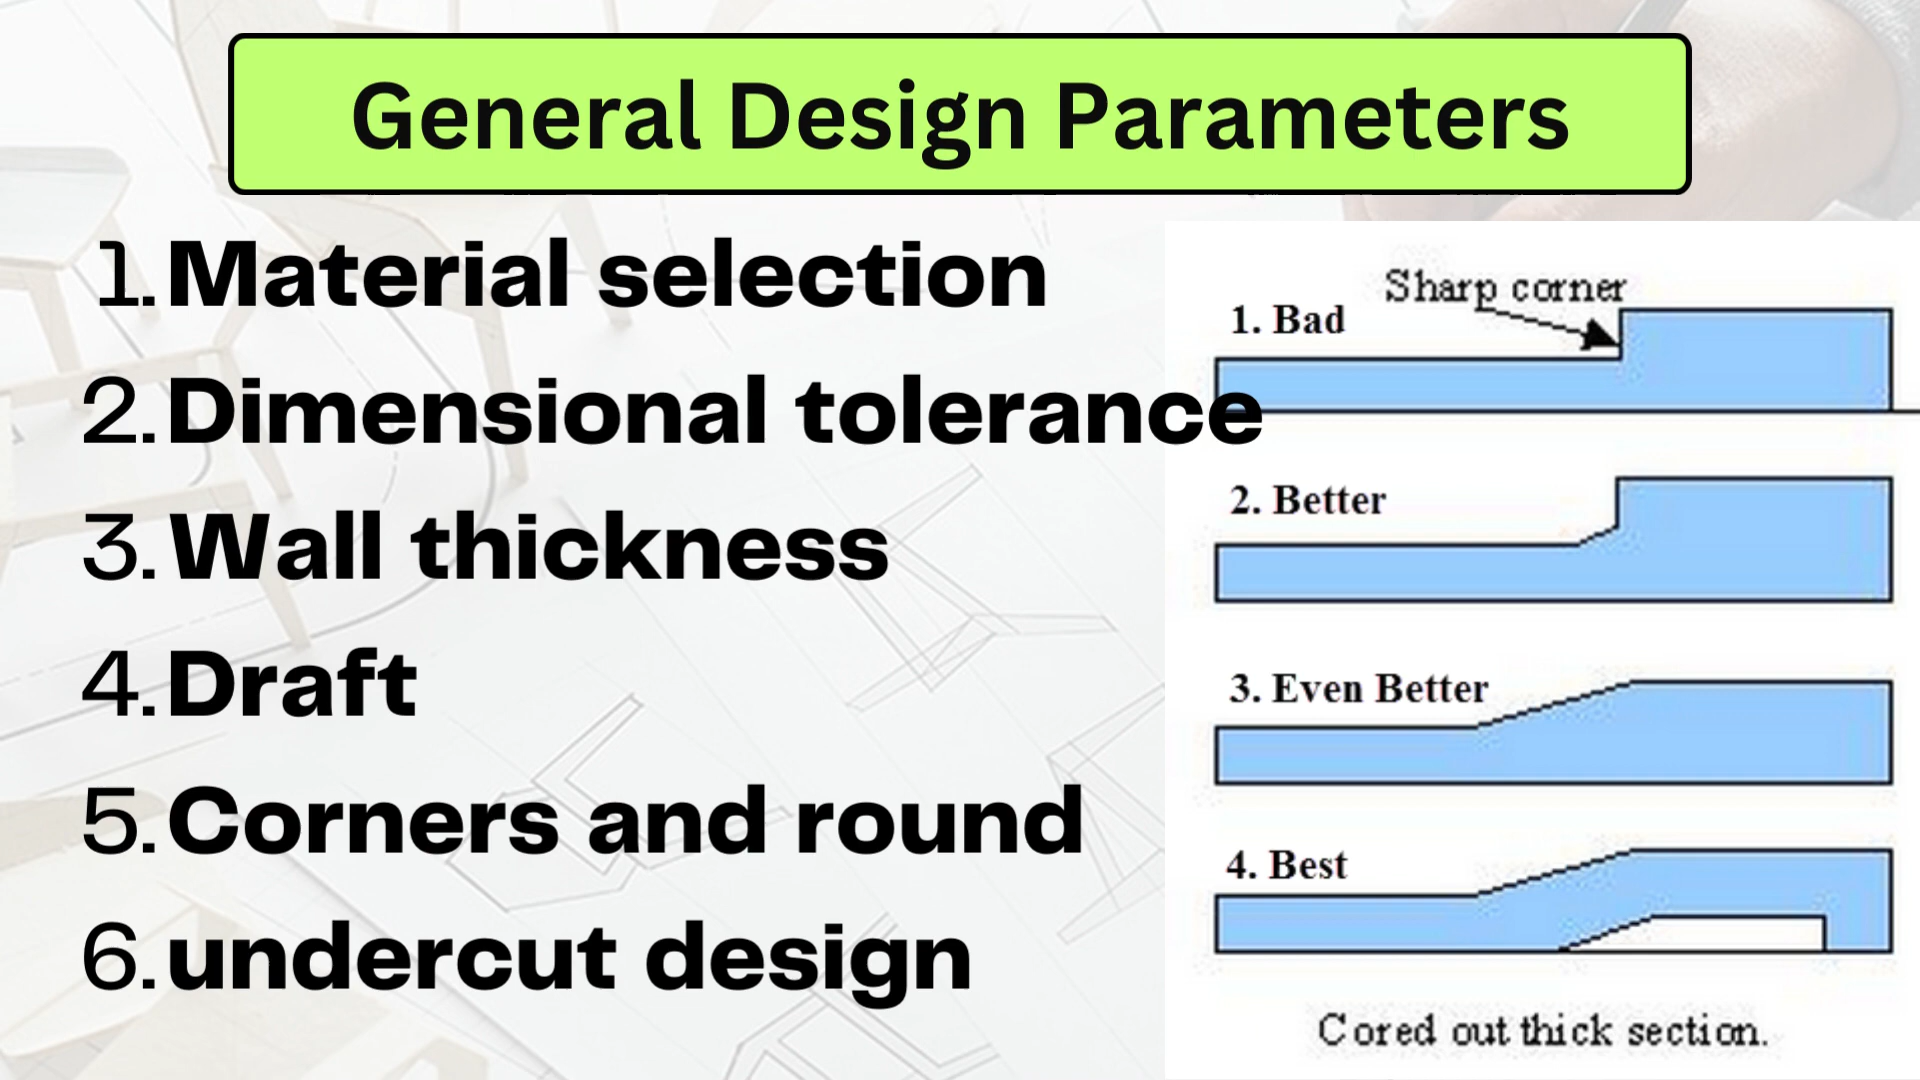 General Design Parameters
1. Material selection
2. Dimensional tolerance
3. Wall thickness
4. Draft
5. Corners and round
6. undercut design
Sharp corner
1. Bad
2. Better
3. Even Better
4. Best
Cored out thick section.